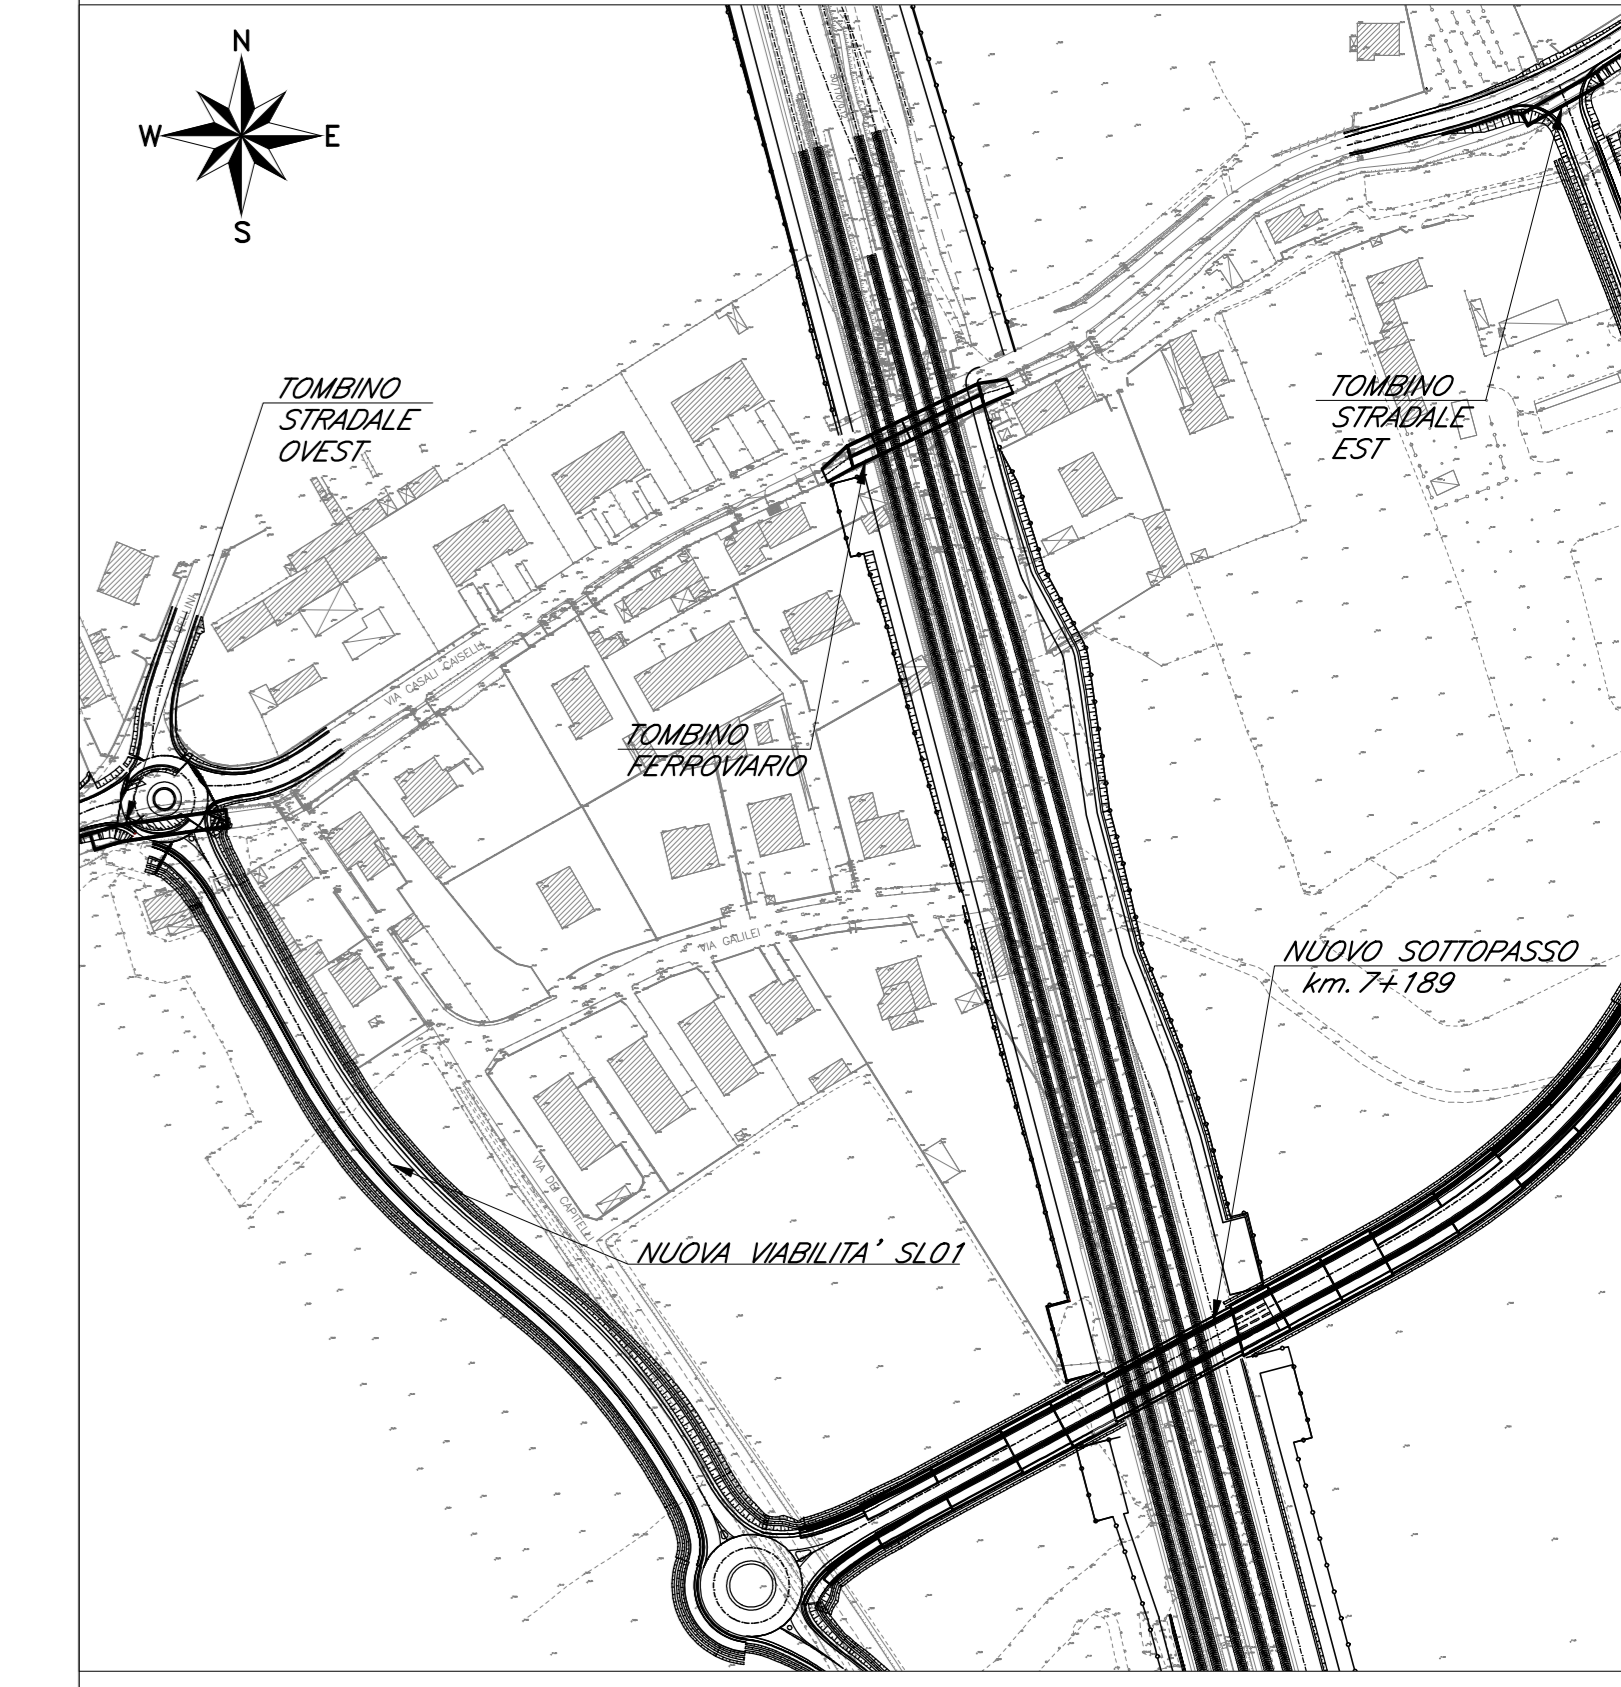 N
W E
S
TOMBINO
STRADALE
OVEST
TOMBINO
STRADALE
EST
VIA CASALI CAISELLI
TOMBINO
FERROVIARIO
VIA GALILEI
NUOVO SOTTOPASSO
km. 7+189
VIA DEI CAPITELLI
NUOVA VIABILITA' SL01